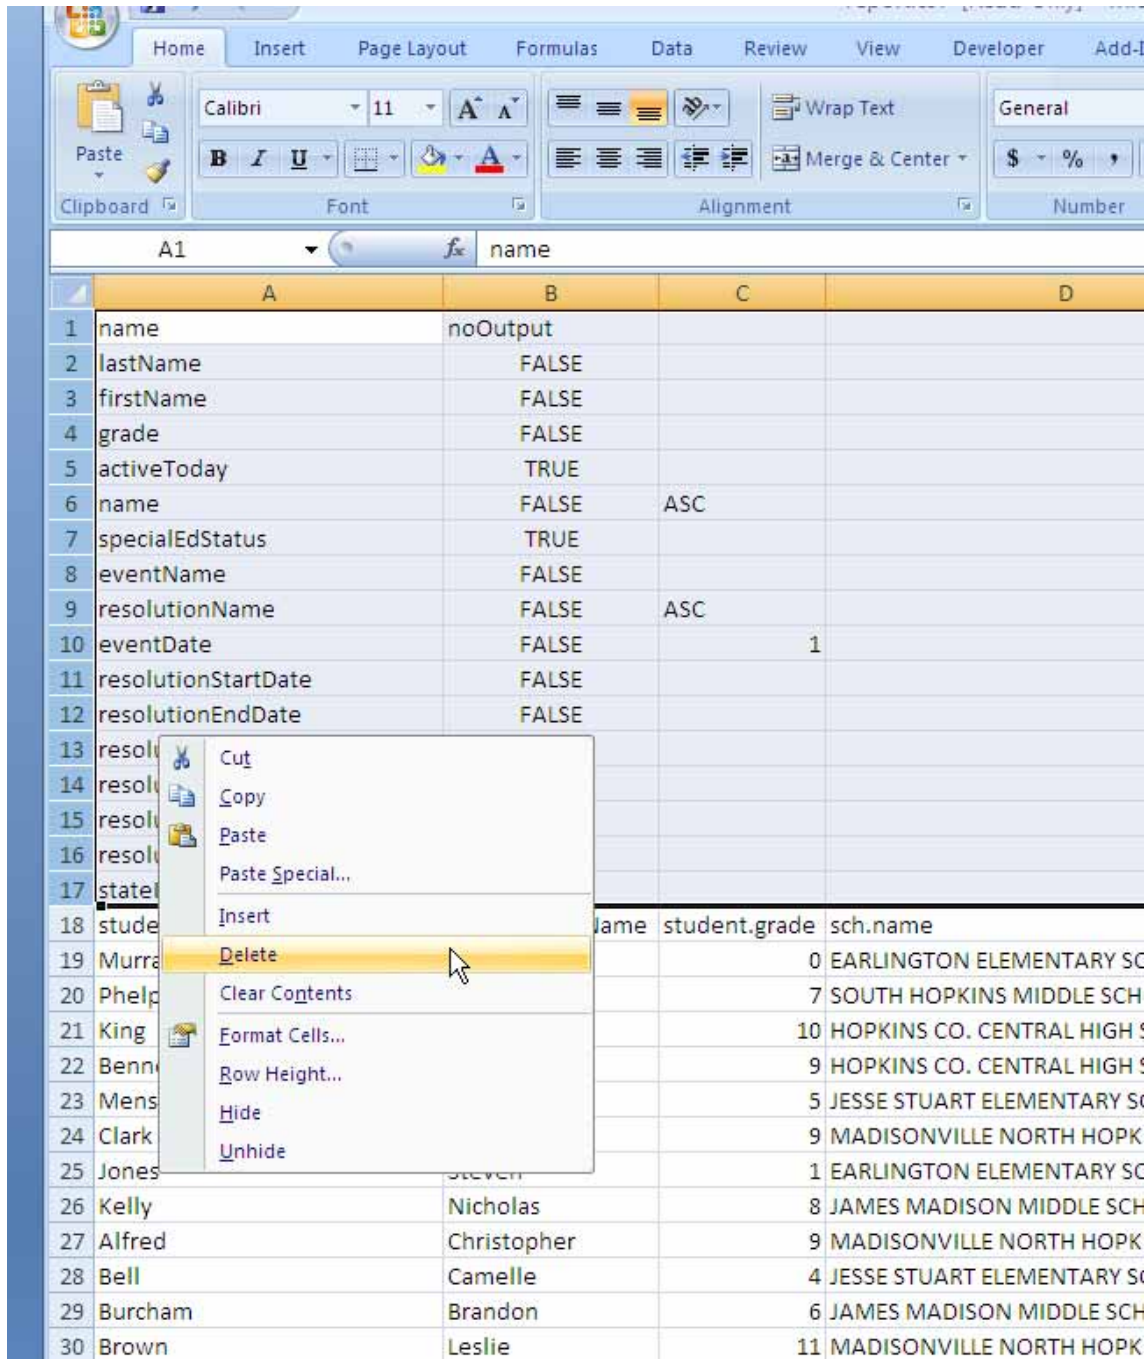 Home Insert Page Layout Formulas Data Review View Developer
Calibri 11 A A Wrap Text General
Paste B I U A Merge & Center $ % ,
Clipboard Font Alignment Number
A1 fx name
A B C D
1 name noOutput
2 lastName FALSE
3 firstName FALSE
4 grade FALSE
5 activeToday TRUE
6 name FALSE ASC
7 specialEdStatus TRUE
8 eventName FALSE
9 resolutionName FALSE ASC
10 eventDate FALSE 1
11 resolutionStartDate FALSE
12 resolutionEndDate FALSE
13
14
15
16
17
Cut
Copy
Paste
Paste Special...
Insert
Delete
Clear Contents
Format Cells...
Row Height...
Hide
Unhide
18 student.grade sch.name
19 0 EARLINGTON ELEMENTARY
20 7 SOUTH HOPKINS MIDDLE SCH
21 King 10 HOPKINS CO. CENTRAL HIGH
22 9 HOPKINS CO. CENTRAL HIGH
23 5 JESSE STUART ELEMENTARY
24 Clark 9 MADISONVILLE NORTH HOPK
25 Jones Steven 1 EARLINGTON ELEMENTARY
26 Kelly Nicholas 8 JAMES MADISON MIDDLE SCH
27 Alfred Christopher 9 MADISONVILLE NORTH HOPK
28 Bell Camelle 4 JESSE STUART ELEMENTARY
29 Burcham Brandon 6 JAMES MADISON MIDDLE SCH
30 Brown Leslie 11 MADISONVILLE NORTH HOPK